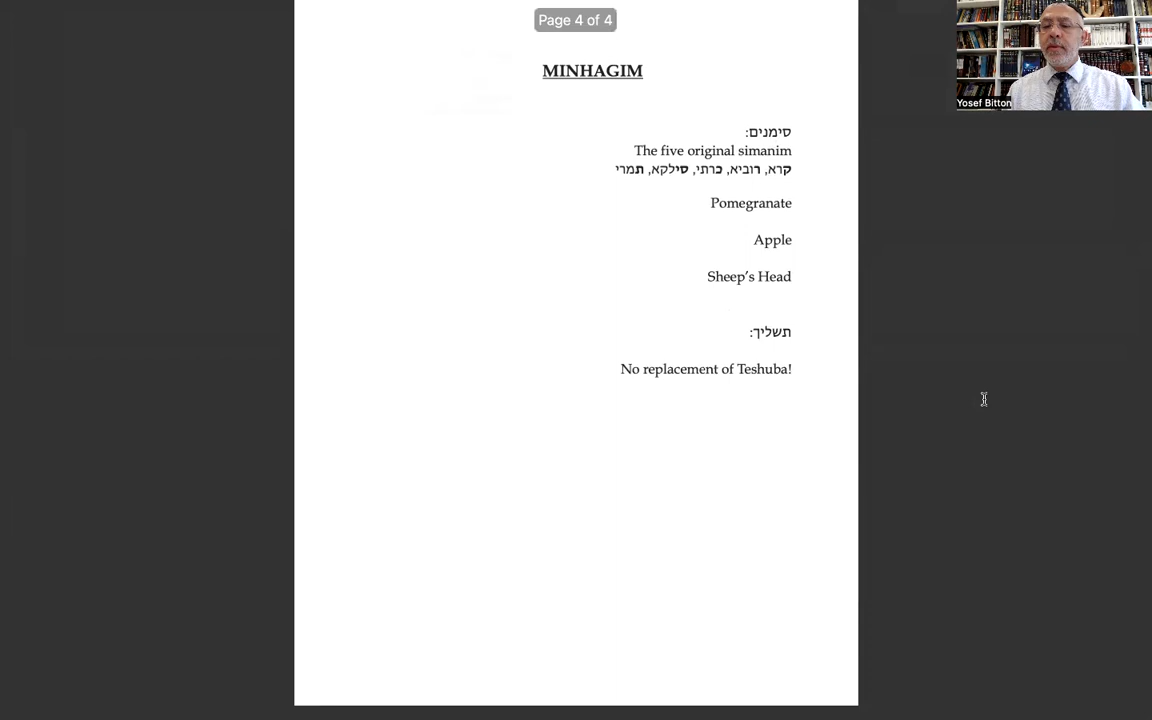 Page 4 of 4
Yosef Bitton
MINHAGIM
סימנים:
The five original simanim
קרא, רוביא, כרתי, סילקא, תמרי
Pomegranate
Apple
Sheep’s Head
תשליך:
No replacement of Teshuba!